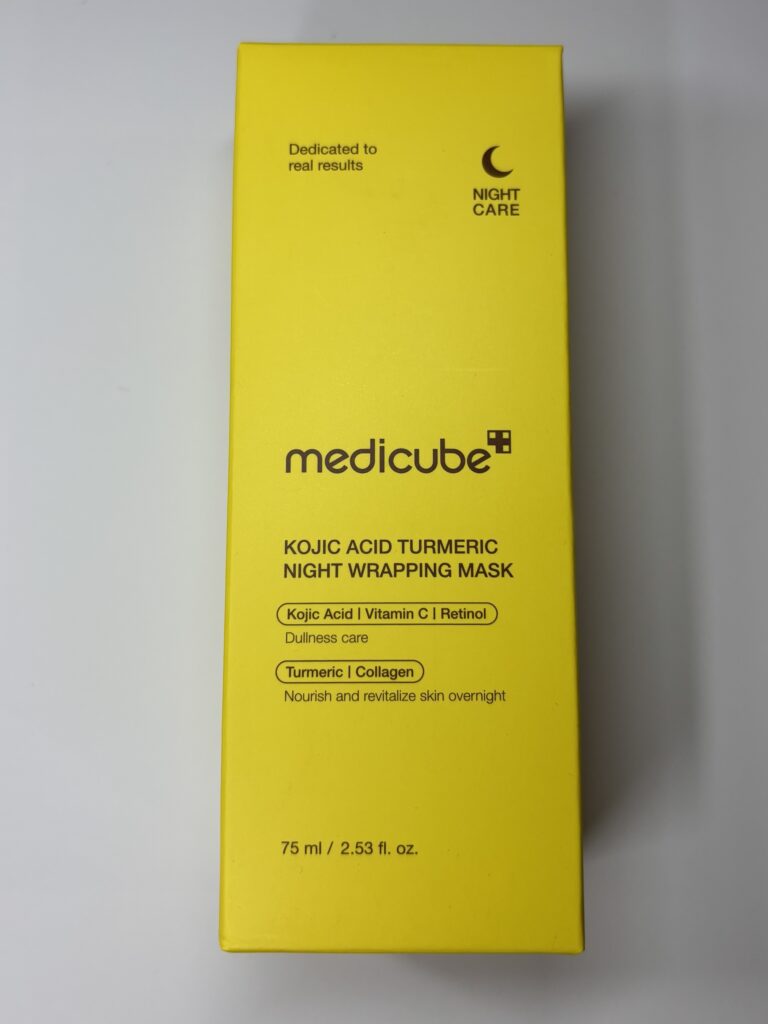 Dedicated to
real results
NIGHT
CARE
medicube
KOJIC ACID TURMERIC
NIGHT WRAPPING MASK
Kojic Acid | Vitamin C | Retinol
Dullness care
Turmeric | Collagen
Nourish and revitalize skin overnight
75 ml / 2.53 fl. oz.